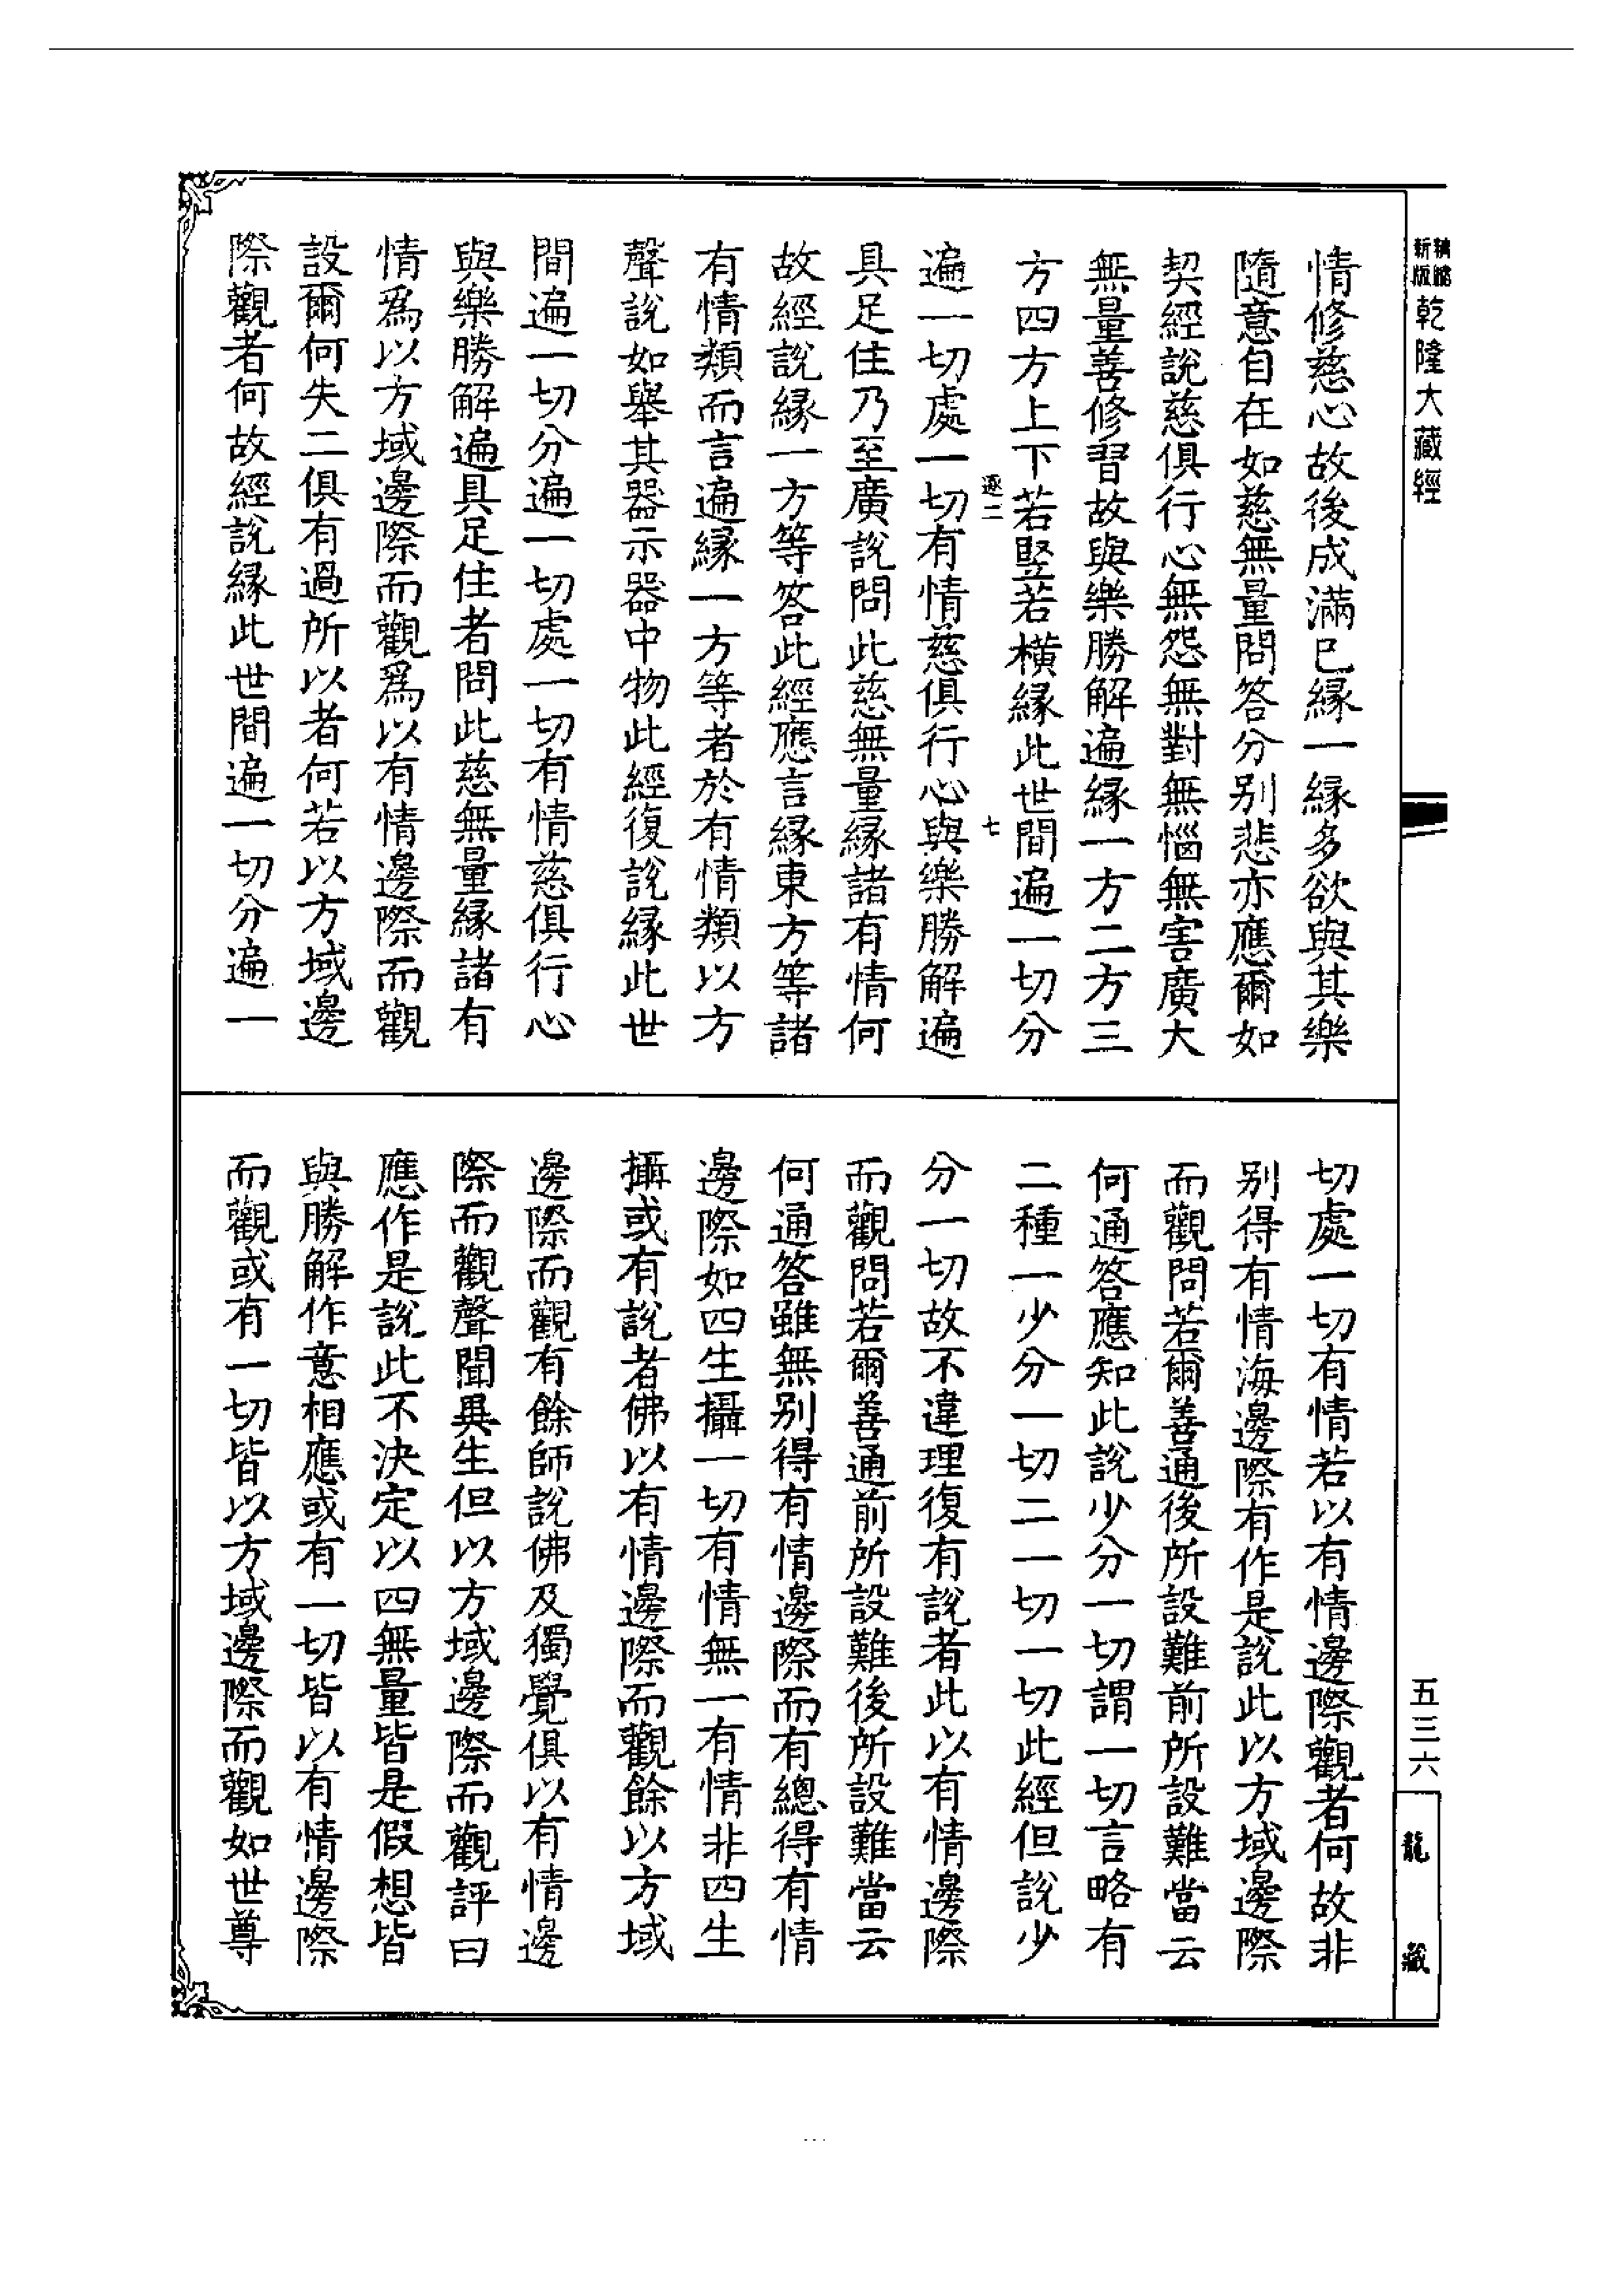 新版精縮乾隆大藏經
情修慈心故後成滿已緣一緣多欲與其樂
隨意自在如慈無量問答分別悲亦應爾如
契經說慈俱行心無怨無對無惱無害廣大
無量善修習故與樂勝解遍緣一方二方三
方四方上下若竪若橫緣此世間遍一切分
逐二 七
遍一切處一切有情慈俱行心與樂勝解遍
具足住乃至廣說問此慈無量緣諸有情何
故經說緣一方等答此經應言緣東方等諸
有情類而言遍緣一方等者於有情類以方
聲說如舉其器示器中物此經復說緣此世
間遍一切分遍一切處一切有情慈俱行心
與樂勝解遍具足住者問此慈無量緣諸有
情爲以方域邊際而觀爲以有情邊際而觀
設爾何失二俱有過所以者何若以方域邊
際觀者何故經說緣此世間遍一切分遍一
切處一切有情若以有情邊際觀者何故非
別得有情海邊際有作是說此以方域邊際
而觀問若爾善通後所設難前所設難當云
何通答應知此說少分一切謂一切言略有
二種一少分一切二一切一切此經但說少
分一切故不違理復有說者此以有情邊際
而觀問若爾善通前所設難後所設難當云
何通答雖無別得有情邊際而有總得有情
邊際如四生攝一切有情無一有情非四生
攝或有說者佛以有情邊際而觀餘以方域
邊際而觀有餘師說佛及獨覺俱以有情邊
際而觀聲聞異生但以方域邊際而觀評曰
應作是說此不決定以四無量皆是假想皆
與勝解作意相應或有一切皆以有情邊際
而觀或有一切皆以方域邊際而觀如世尊
五三六
龍藏